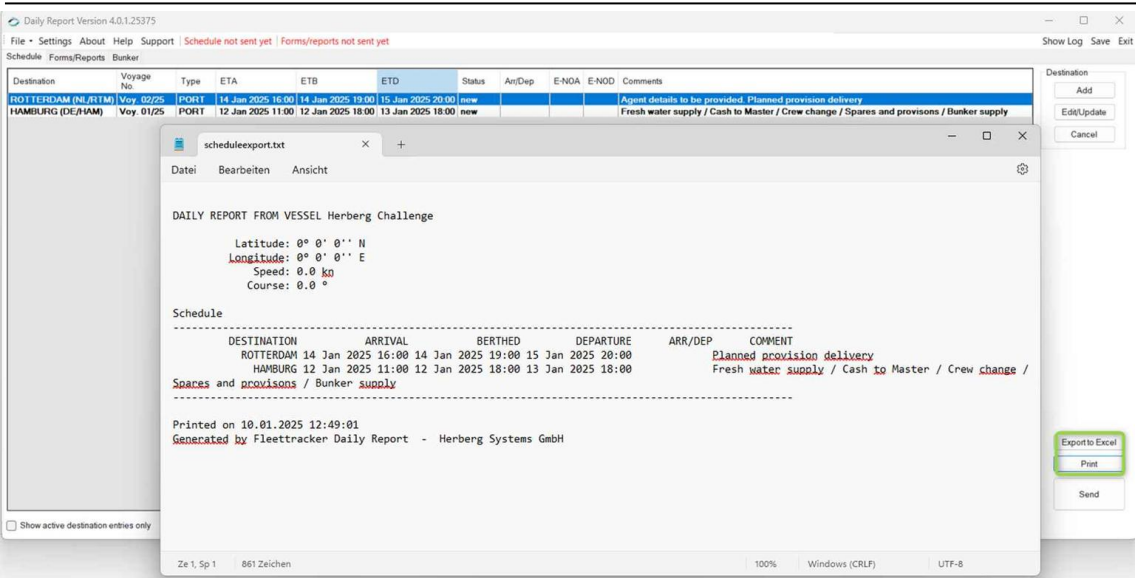 Daily Report Version 4.0.1.25375
File Settings About Help Support Schedule not sent yet Forms/reports not sent yet Show Log Save Exit
Schedule Forms/Reports Bunker
Destination Voyage No. Type ETA ETB ETD Status Arr/Dep E-NOA E-NOD Comments
ROTTERDAM (NL/RTM) Voy. 02/25 PORT 14 Jan 2025 16:00 14 Jan 2025 19:00 15 Jan 2025 20:00 new Agent details to be provided. Planned provision delivery
HAMBURG (DE/HAM) Voy. 01/25 PORT 12 Jan 2025 11:00 12 Jan 2025 18:00 13 Jan 2025 18:00 new Fresh water supply / Cash to Master / Crew change / Spares and provisons / Bunker supply
Destination
Add
Edit/Update
Cancel
scheduleexport.txt
Datei Bearbeiten Ansicht
DAILY REPORT FROM VESSEL Herberg Challenge
Latitude: 0° 0' 0'' N
Longitude: 0° 0' 0'' E
Speed: 0.0 kn
Course: 0.0 °
Schedule
DESTINATION ARRIVAL BERTHED DEPARTURE ARR/DEP COMMENT
ROTTERDAM 14 Jan 2025 16:00 14 Jan 2025 19:00 15 Jan 2025 20:00 Planned provision delivery
HAMBURG 12 Jan 2025 11:00 12 Jan 2025 18:00 13 Jan 2025 18:00 Fresh water supply / Cash to Master / Crew change /
Spares and provisons / Bunker supply
Printed on 10.01.2025 12:49:01
Generated by Fleettracker Daily Report - Herberg Systems GmbH
Export to Excel
Print
Send
Show active destination entries only
Ze 1, Sp 1 861 Zeichen 100% Windows (CRLF) UTF-8